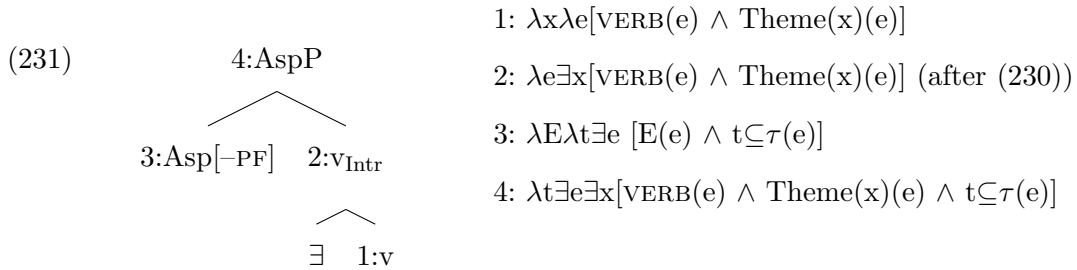 (231)
4:AspP
3:Asp[–PF] 2:vIntr
∃ 1:v
1: λxλe[VERB(e) ∧ Theme(x)(e)]
2: λe∃x[VERB(e) ∧ Theme(x)(e)] (after (230))
3: λEλt∃e [E(e) ∧ t⊆τ(e)]
4: λt∃e∃x[VERB(e) ∧ Theme(x)(e) ∧ t⊆τ(e)]